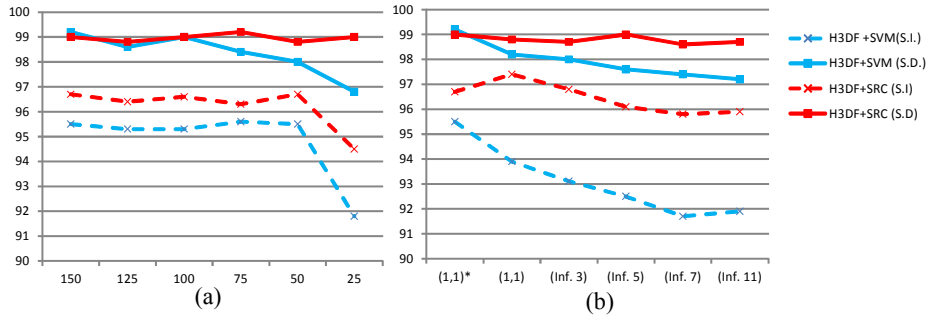 100
99
98
97
96
95
94
93
92
91
90
150 125 100 75 50 25
(a)
100
99
98
97
96
95
94
93
92
91
90
(1,1)* (1,1) (Inf. 3) (Inf. 5) (Inf. 7) (Inf. 11)
(b)
H3DF +SVM(S.I.)
H3DF+SVM (S.D.)
H3DF+SRC (S.I)
H3DF+SRC (S.D)